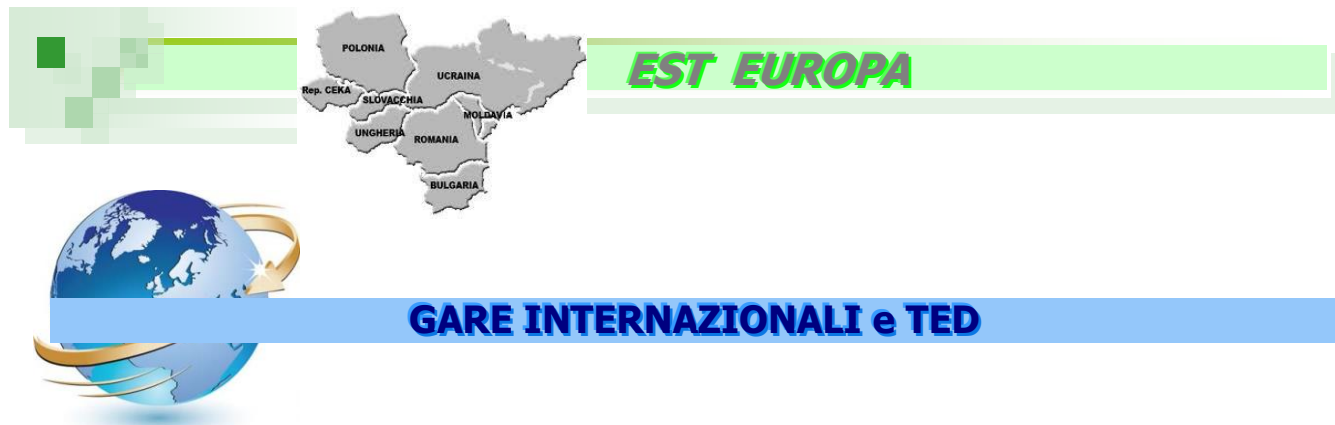 EST EUROPA
POLONIA
UCRAINA
Rep. CEKA
SLOVACCHIA
MOLDAVIA
UNGHERIA
ROMANIA
BULGARIA
GARE INTERNAZIONALI e TED